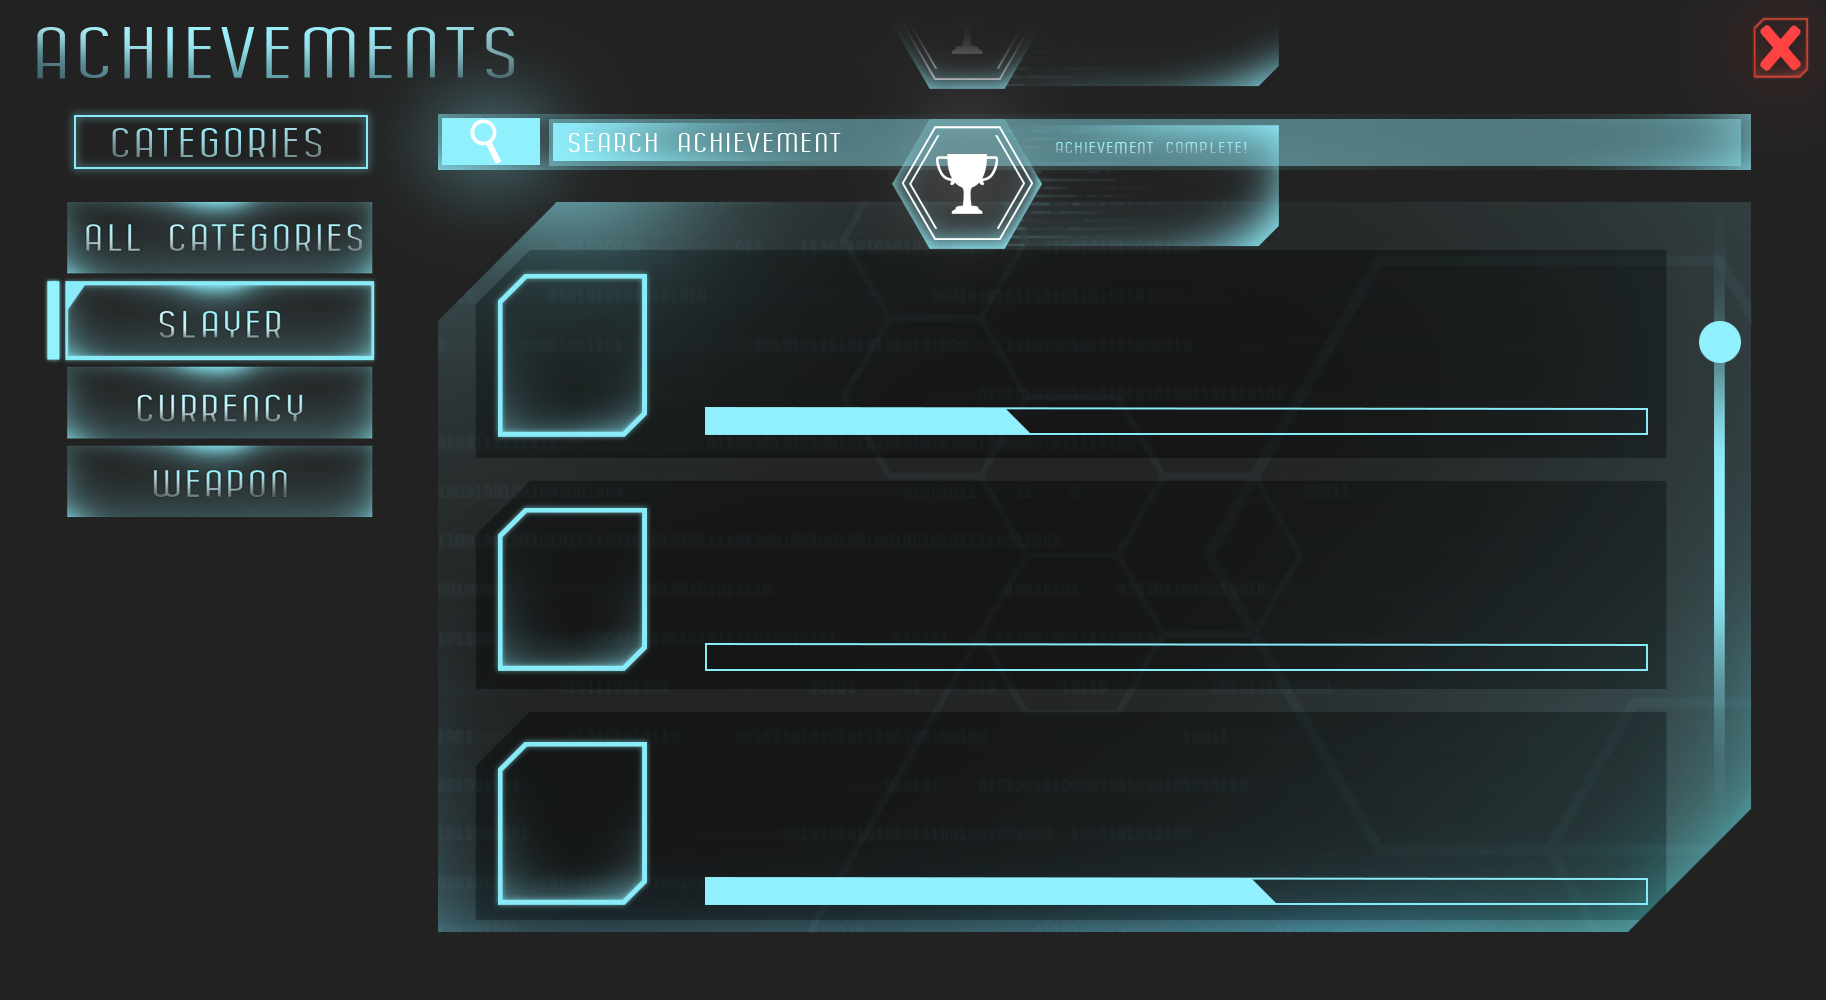 ACHIEVEMENTS
CATEGORIES
SEARCH ACHIEVEMENT
ACHIEVEMENT COMPLETE!
ALL CATEGORIES
SLAYER
CURRENCY
WEAPON